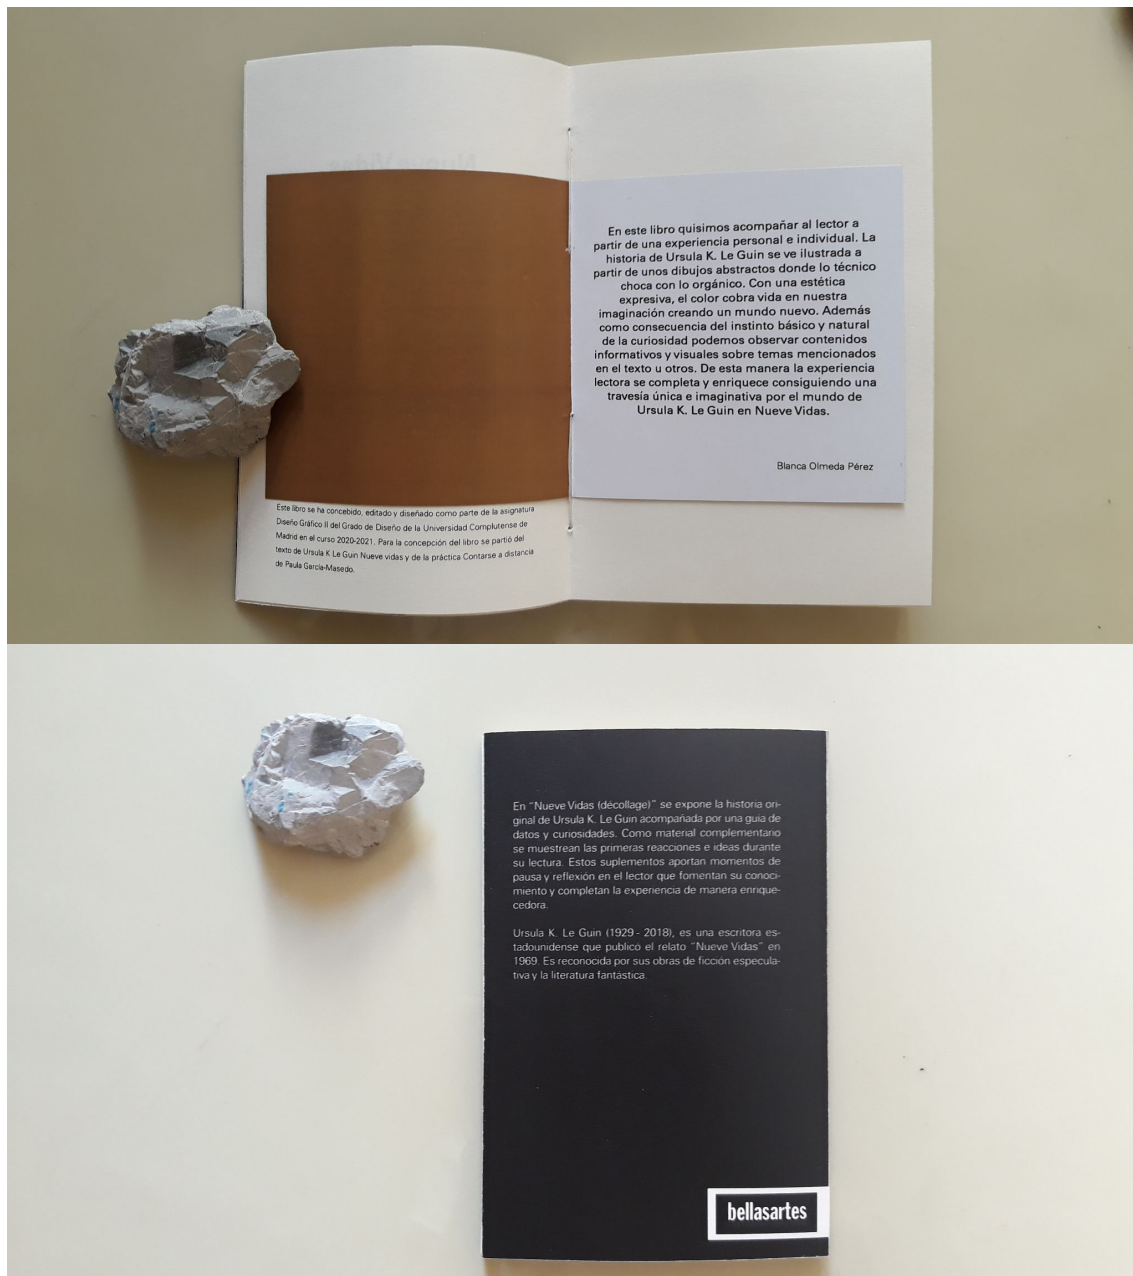 Este libro se ha concebido, editado y diseñado como parte de la asignatura
Diseño Gráfico II del Grado de Diseño de la Universidad Complutense de
Madrid en el curso 2020-2021. Para la concepción del libro se partió del
texto de Ursula K Le Guin Nueve vidas y de la práctica Contarse a distancia
de Paula García-Masedo.
En este libro quisimos acompañar al lector a
partir de una experiencia personal e individual. La
historia de Ursula K. Le Guin se ve ilustrada a
partir de unos dibujos abstractos donde lo técnico
choca con lo orgánico. Con una estética
expresiva, el color cobra vida en nuestra
imaginación creando un mundo nuevo. Además
como consecuencia del instinto básico y natural
de la curiosidad podemos observar contenidos
informativos y visuales sobre temas mencionados
en el texto u otros. De esta manera la experiencia
lectora se completa y enriquece consiguiendo una
travesía única e imaginativa por el mundo de
Ursula K. Le Guin en Nueve Vidas.
Blanca Olmeda Pérez
En "Nueve Vidas (décollage)" se expone la historia ori-
ginal de Ursula K. Le Guin acompañada por una guia de
datos y curiosidades. Como material complementario
se muestrean las primeras reacciones e ideas durante
su lectura. Estos suplementos aportan momentos de
pausa y reflexión en el lector que fomentan su conoci-
miento y completan la experiencia de manera enrique-
cedora.
Ursula K. Le Guin (1929 - 2018), es una escritora es-
tadounidense que publicó el relato "Nueve Vidas" en
1969. Es reconocida por sus obras de ficción especula-
tiva y la literatura fantástica.
bellasartes